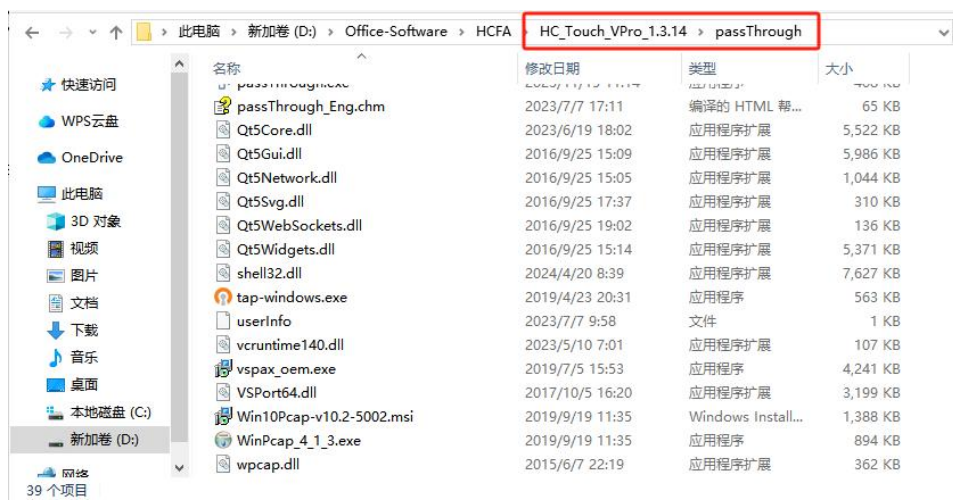 此电脑 › 新加卷 (D:) › Office-Software › HCFA › HC_Touch_VPro_1.3.14 › passThrough
名称 修改日期 类型 大小
passThrough_Eng.chm 2023/7/7 17:11 编译的 HTML 帮... 65 KB
Qt5Core.dll 2023/6/19 18:02 应用程序扩展 5,522 KB
Qt5Gui.dll 2016/9/25 15:09 应用程序扩展 5,986 KB
Qt5Network.dll 2016/9/25 15:05 应用程序扩展 1,044 KB
Qt5Svg.dll 2016/9/25 17:37 应用程序扩展 310 KB
Qt5WebSockets.dll 2016/9/25 19:02 应用程序扩展 136 KB
Qt5Widgets.dll 2016/9/25 15:14 应用程序扩展 5,371 KB
shell32.dll 2024/4/20 8:39 应用程序扩展 7,627 KB
tap-windows.exe 2019/4/23 20:31 应用程序 563 KB
userInfo 2023/7/7 9:58 文件 1 KB
vcruntime140.dll 2023/5/10 7:01 应用程序扩展 107 KB
vspax_oem.exe 2019/7/5 15:53 应用程序 4,241 KB
VSPort64.dll 2017/10/5 16:20 应用程序扩展 3,199 KB
Win10Pcap-v10.2-5002.msi 2019/9/19 11:35 Windows Install... 1,388 KB
WinPcap_4_1_3.exe 2019/9/19 11:35 应用程序 894 KB
wpcap.dll 2015/6/7 22:19 应用程序扩展 362 KB
快速访问
WPS云盘
OneDrive
此电脑
3D 对象
视频
图片
文档
下载
音乐
桌面
本地磁盘 (C:)
新加卷 (D:)
网络
39 个项目